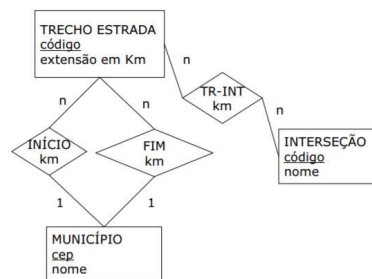 TRECHO ESTRADA
código
extensão em Km
n
TR-INT
km
n
n
n
INÍCIO
km
FIM
km
INTERSEÇÃO
código
nome
1
1
MUNICÍPIO
cep
nome